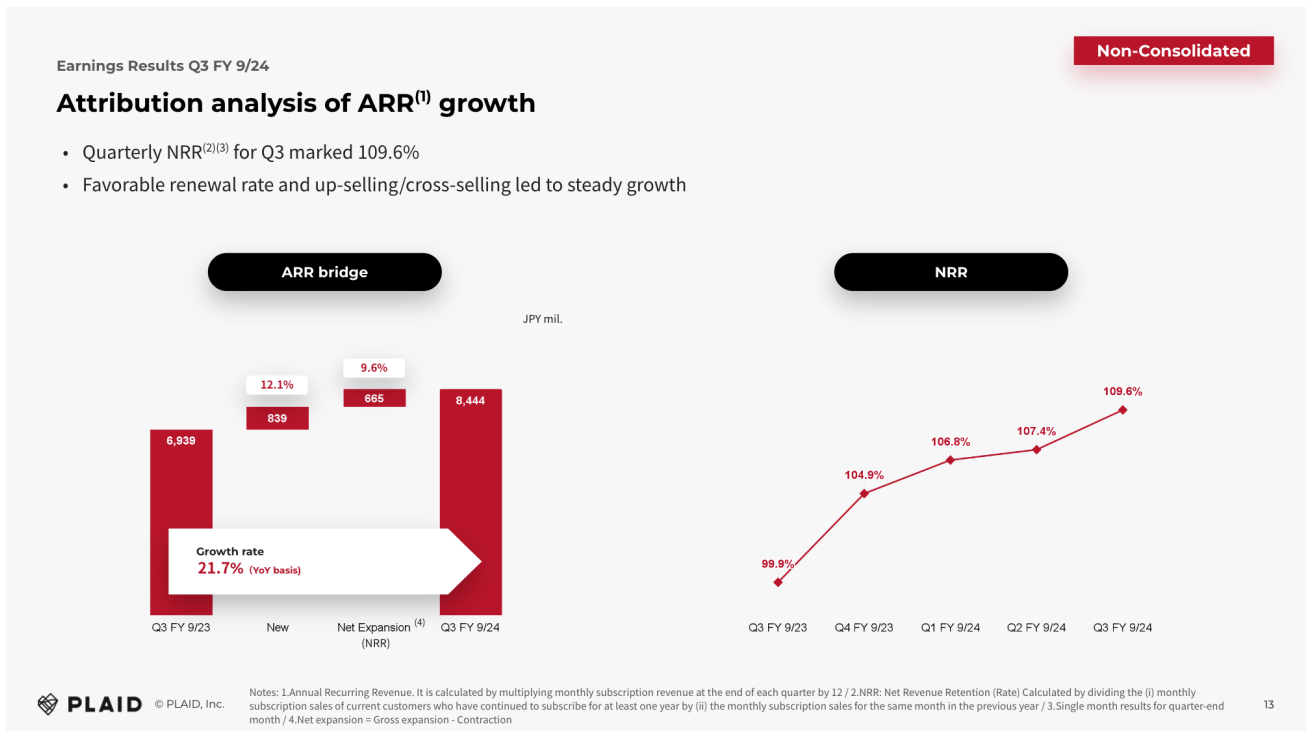 Non-Consolidated
Earnings Results Q3 FY 9/24
Attribution analysis of ARR(1) growth
• Quarterly NRR(2)(3) for Q3 marked 109.6%
• Favorable renewal rate and up-selling/cross-selling led to steady growth
ARR bridge
JPY mil.
6,939
12.1%
839
9.6%
665
8,444
Growth rate
21.7% (YoY basis)
Q3 FY 9/23
New
Net Expansion (4)
(NRR)
Q3 FY 9/24
NRR
99.9%
104.9%
106.8%
107.4%
109.6%
Q3 FY 9/23
Q4 FY 9/23
Q1 FY 9/24
Q2 FY 9/24
Q3 FY 9/24
PLAID
© PLAID, Inc.
Notes: 1.Annual Recurring Revenue. It is calculated by multiplying monthly subscription revenue at the end of each quarter by 12 / 2.NRR: Net Revenue Retention (Rate) Calculated by dividing the (i) monthly
subscription sales of current customers who have continued to subscribe for at least one year by (ii) the monthly subscription sales for the same month in the previous year / 3.Single month results for quarter-end
month / 4.Net expansion = Gross expansion - Contraction
13